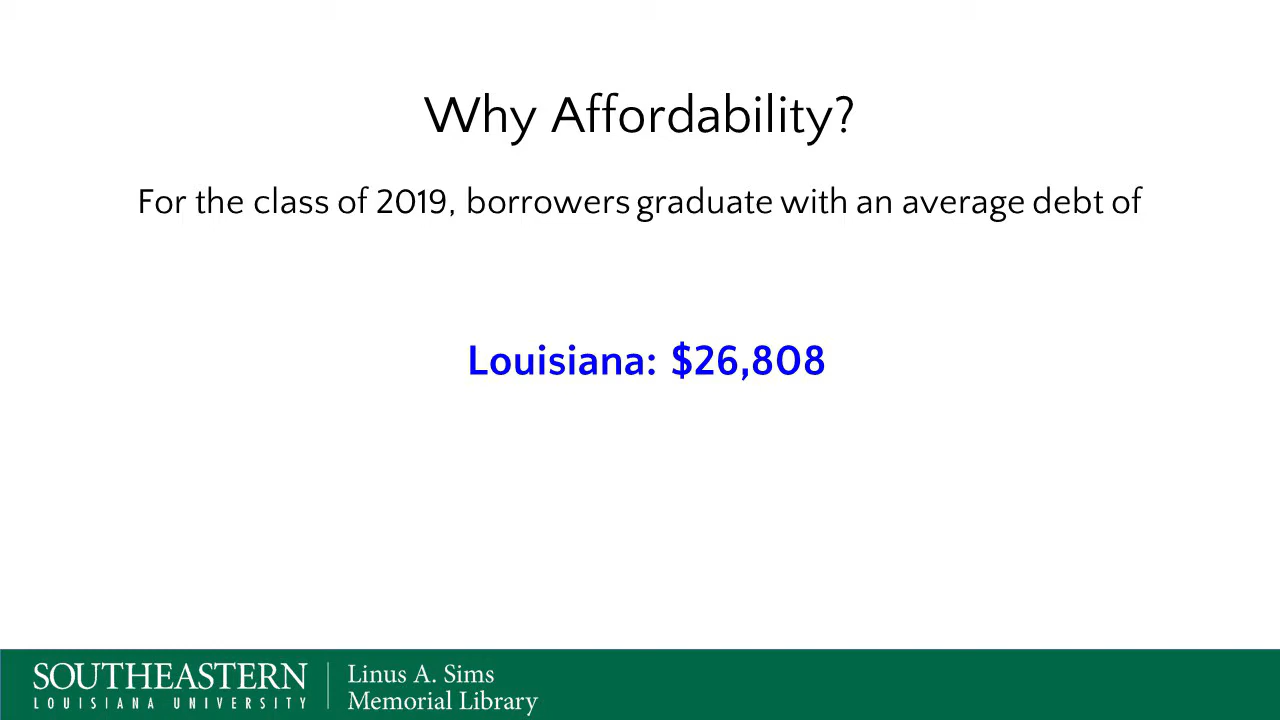 Why Affordability?
For the class of 2019, borrowers graduate with an average debt of
Louisiana: $26,808
SOUTHEASTERN
LOUISIANA UNIVERSITY
Linus A. Sims
Memorial Library